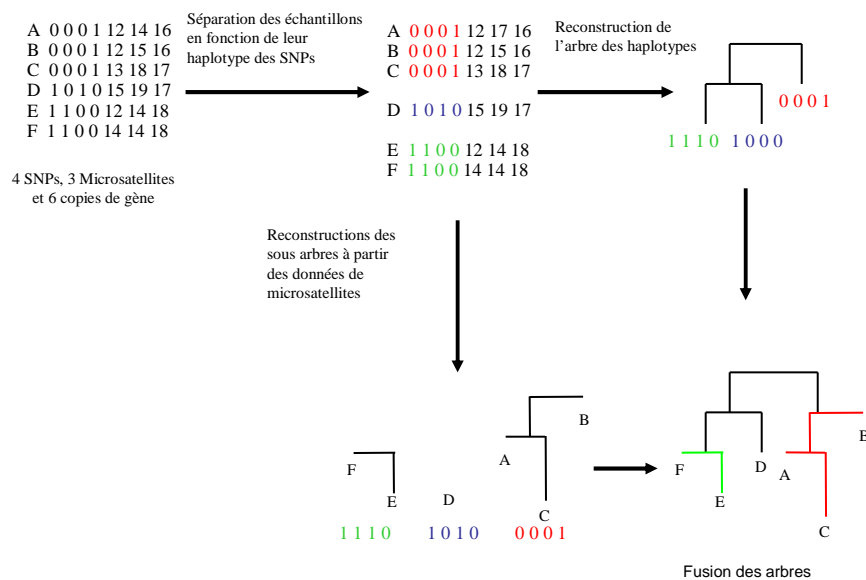 A 0 0 0 1 12 14 16
B 0 0 0 1 12 15 16
C 0 0 0 1 13 18 17
D 1 0 1 0 15 19 17
E 1 1 0 0 12 14 18
F 1 1 0 0 14 14 18
4 SNPs, 3 Microsatellites
et 6 copies de gène
Séparation des échantillons
en fonction de leur
haplotype des SNPs
A 0 0 0 1 12 17 16
B 0 0 0 1 12 15 16
C 0 0 0 1 13 18 17
D 1 0 1 0 15 19 17
E 1 1 0 0 12 14 18
F 1 1 0 0 14 14 18
Reconstruction de
l’arbre des haplotypes
0 0 0 1
1 1 1 0 1 0 0 0
Reconstructions des
sous arbres à partir
des données de
microsatellites
B
A
F
E
D
C
1 1 1 0 1 0 1 0 0 0 0 1
B
F
D
A
E
C
Fusion des arbres